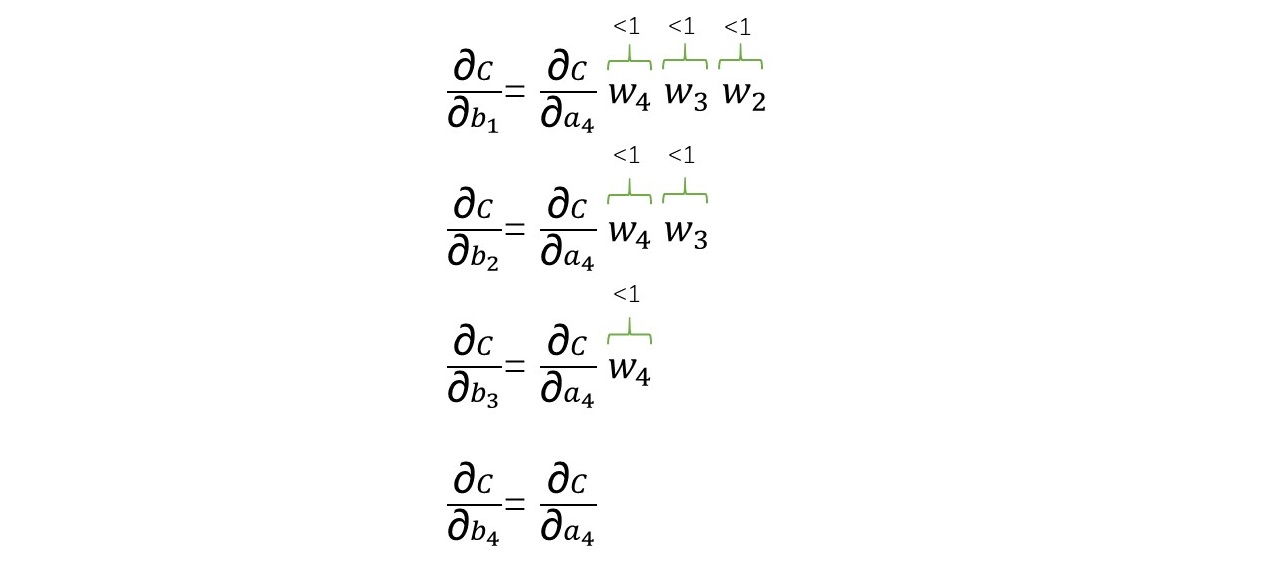 <1 <1 <1
∂C/∂b₁ = ∂C/∂a₄ w₄ w₃ w₂
<1 <1
∂C/∂b₂ = ∂C/∂a₄ w₄ w₃
<1
∂C/∂b₃ = ∂C/∂a₄ w₄
∂C/∂b₄ = ∂C/∂a₄